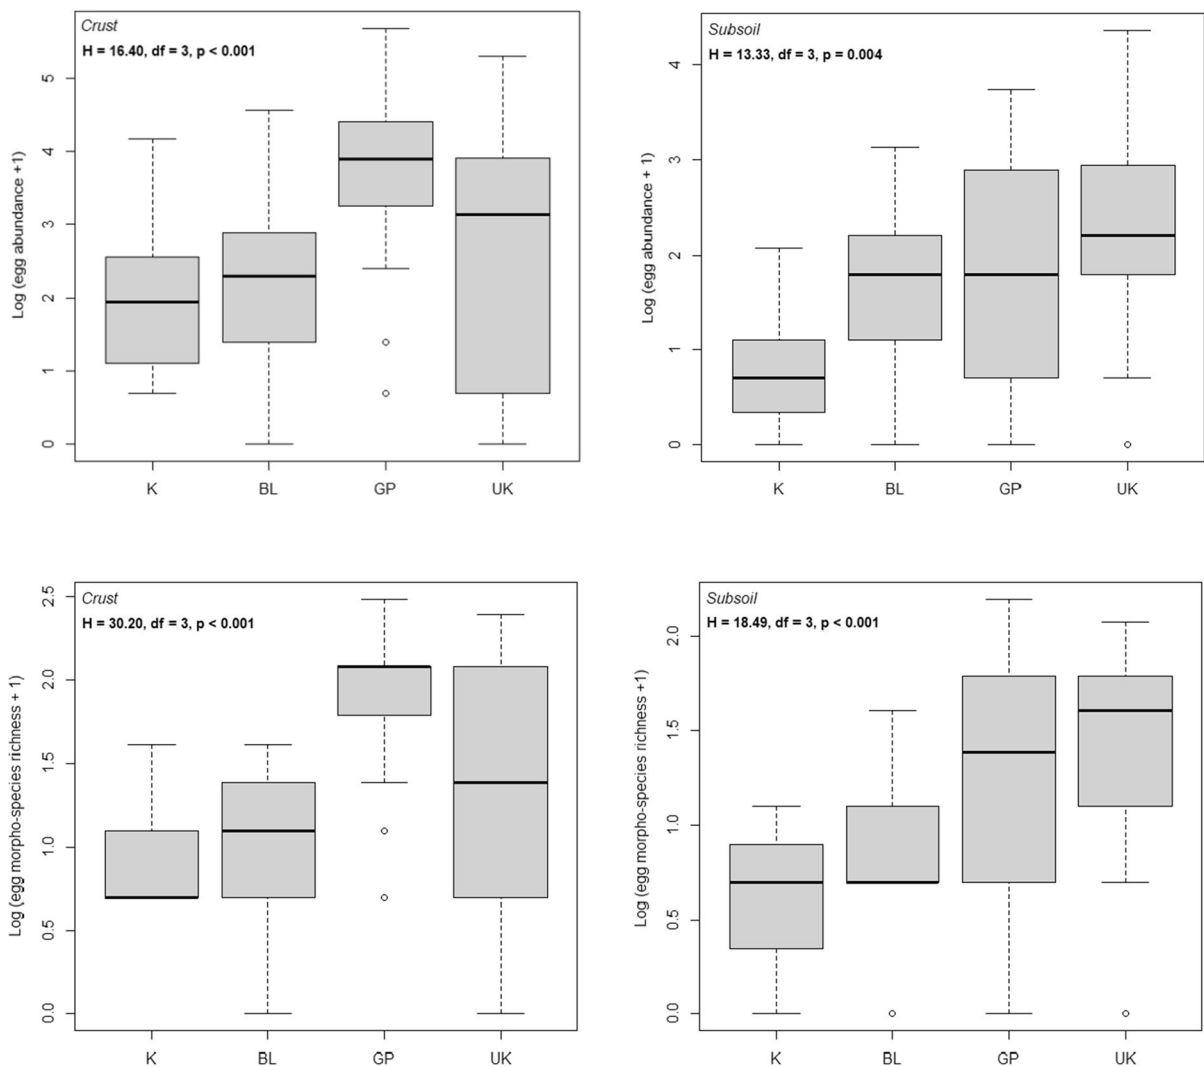 Crust
H = 16.40, df = 3, p < 0.001
Log (egg abundance +1)
5
4
3
2
1
0
K BL GP UK
Subsoil
H = 13.33, df = 3, p = 0.004
Log (egg abundance + 1)
4
3
2
1
0
K BL GP UK
Crust
H = 30.20, df = 3, p < 0.001
Log (egg morpho-species richness + 1)
2.5
2.0
1.5
1.0
0.5
0.0
K BL GP UK
Subsoil
H = 18.49, df = 3, p < 0.001
Log (egg morpho-species richness +1)
2.0
1.5
1.0
0.5
0.0
K BL GP UK